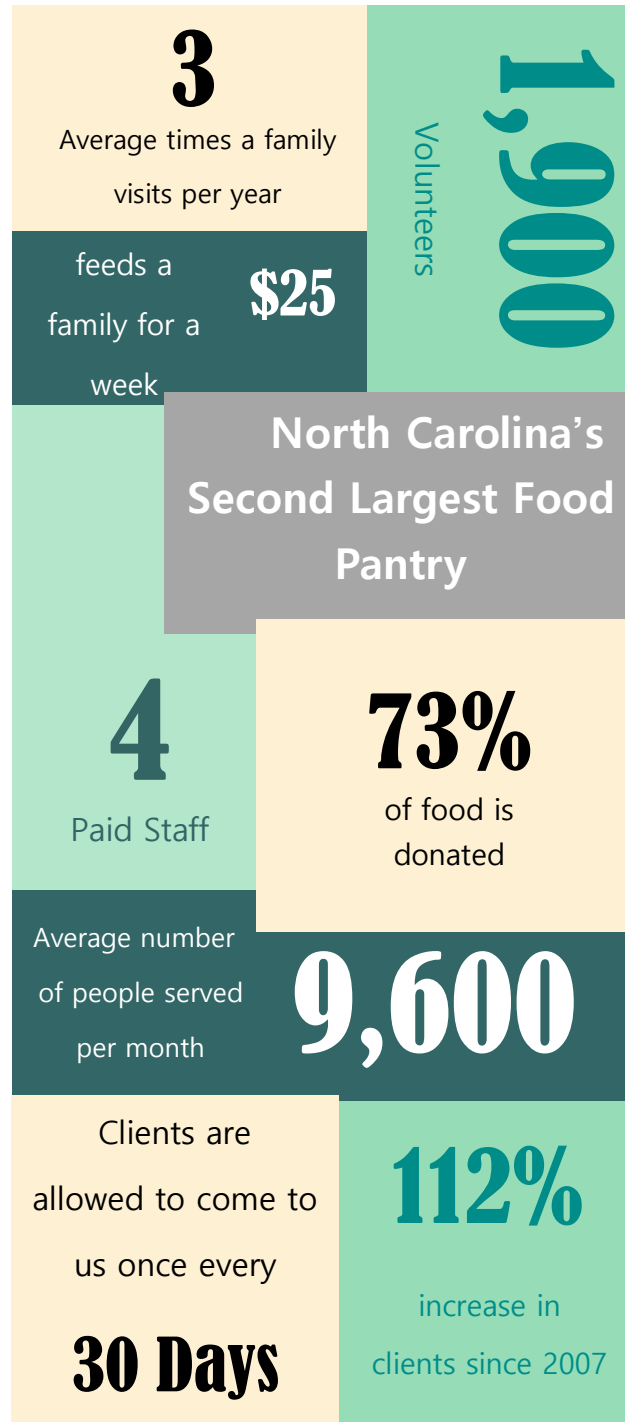 3
Average times a family
visits per year
1,900
Volunteers
feeds a
family for a
week
$25
North Carolina’s
Second Largest Food
Pantry
4
Paid Staff
73%
of food is
donated
Average number
of people served
per month
9,600
Clients are
allowed to come to
us once every
30 Days
112%
increase in
clients since 2007